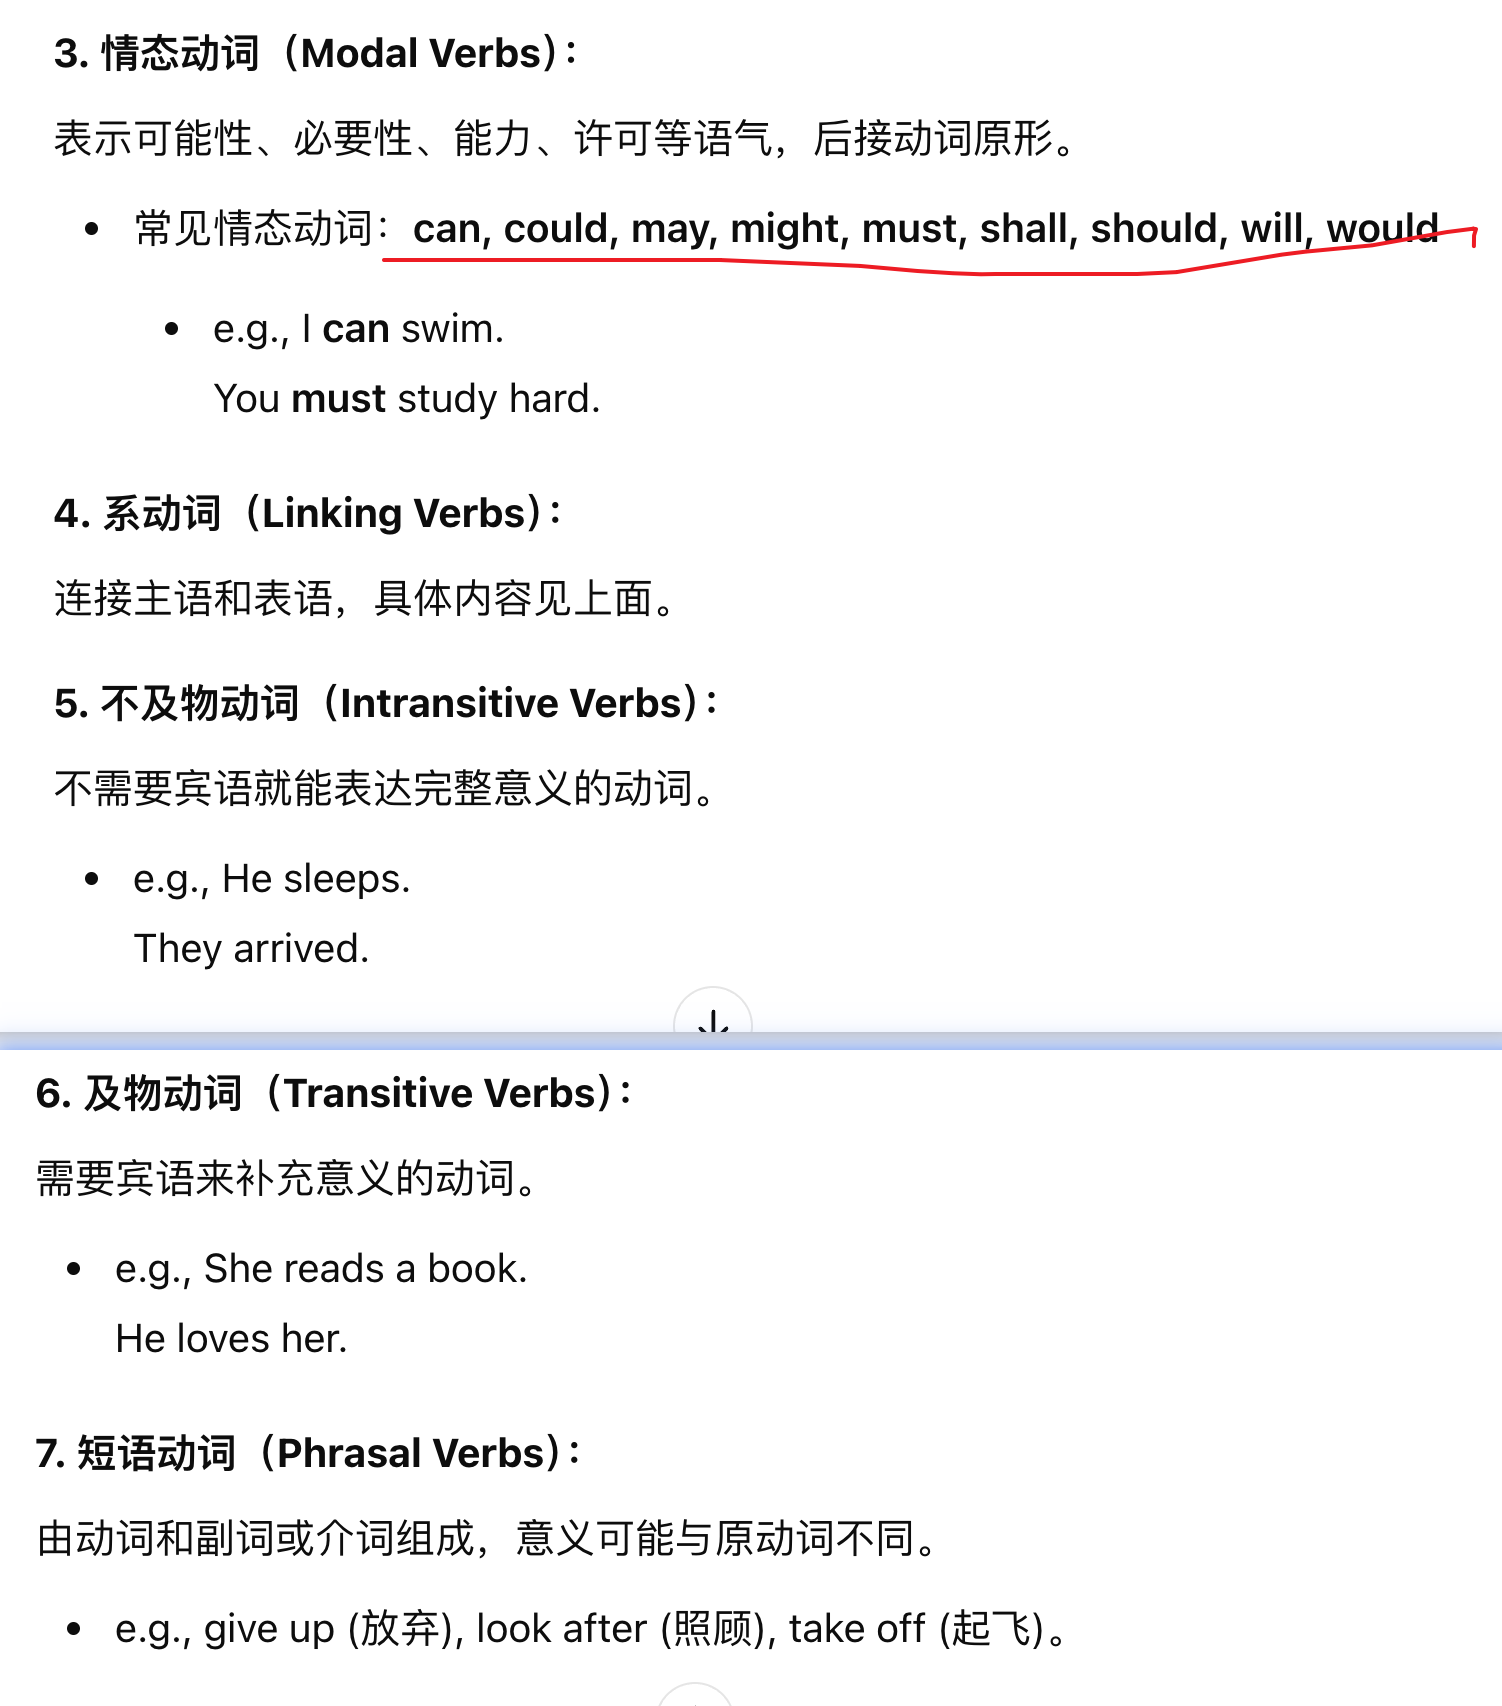 3. 情态动词（Modal Verbs）：
表示可能性、必要性、能力、许可等语气，后接动词原形。
• 常见情态动词：can, could, may, might, must, shall, should, will, would
• e.g., I can swim.
You must study hard.
4. 系动词（Linking Verbs）：
连接主语和表语，具体内容见上面。
5. 不及物动词（Intransitive Verbs）：
不需要宾语就能表达完整意义的动词。
• e.g., He sleeps.
They arrived.
6. 及物动词（Transitive Verbs）：
需要宾语来补充意义的动词。
• e.g., She reads a book.
He loves her.
7. 短语动词（Phrasal Verbs）：
由动词和副词或介词组成，意义可能与原动词不同。
• e.g., give up (放弃), look after (照顾), take off (起飞)。